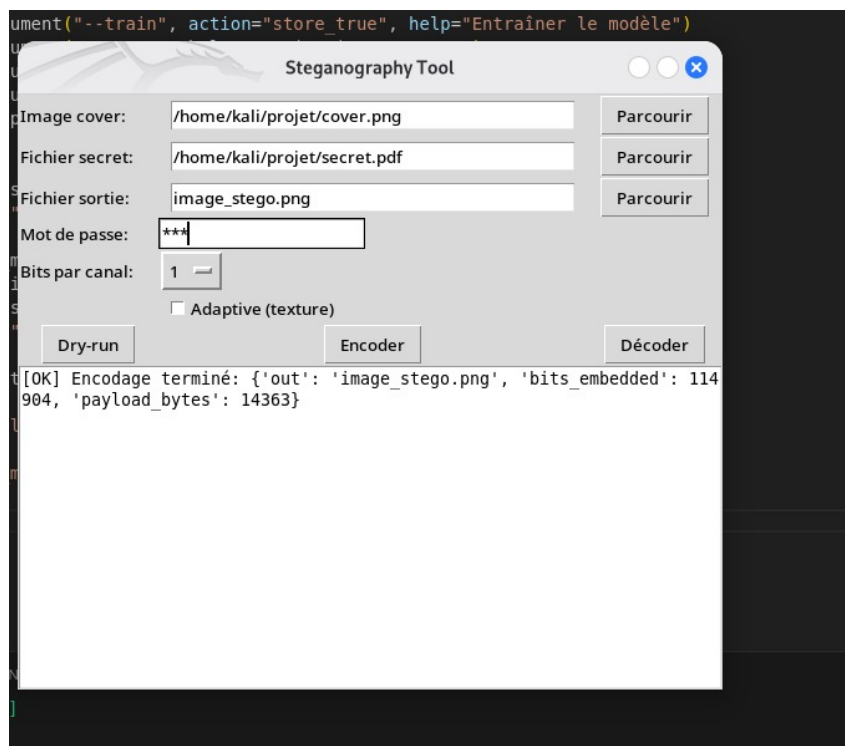 ument("--train", action="store_true", help="Entraîner le modèle")
Steganography Tool
Image cover: /home/kali/projet/cover.png Parcourir
Fichier secret: /home/kali/projet/secret.pdf Parcourir
Fichier sortie: image_stego.png Parcourir
Mot de passe: ***
Bits par canal: 1
Adaptive (texture)
Dry-run Encoder Décoder
[OK] Encodage terminé: {'out': 'image_stego.png', 'bits_embedded': 114
904, 'payload_bytes': 14363}